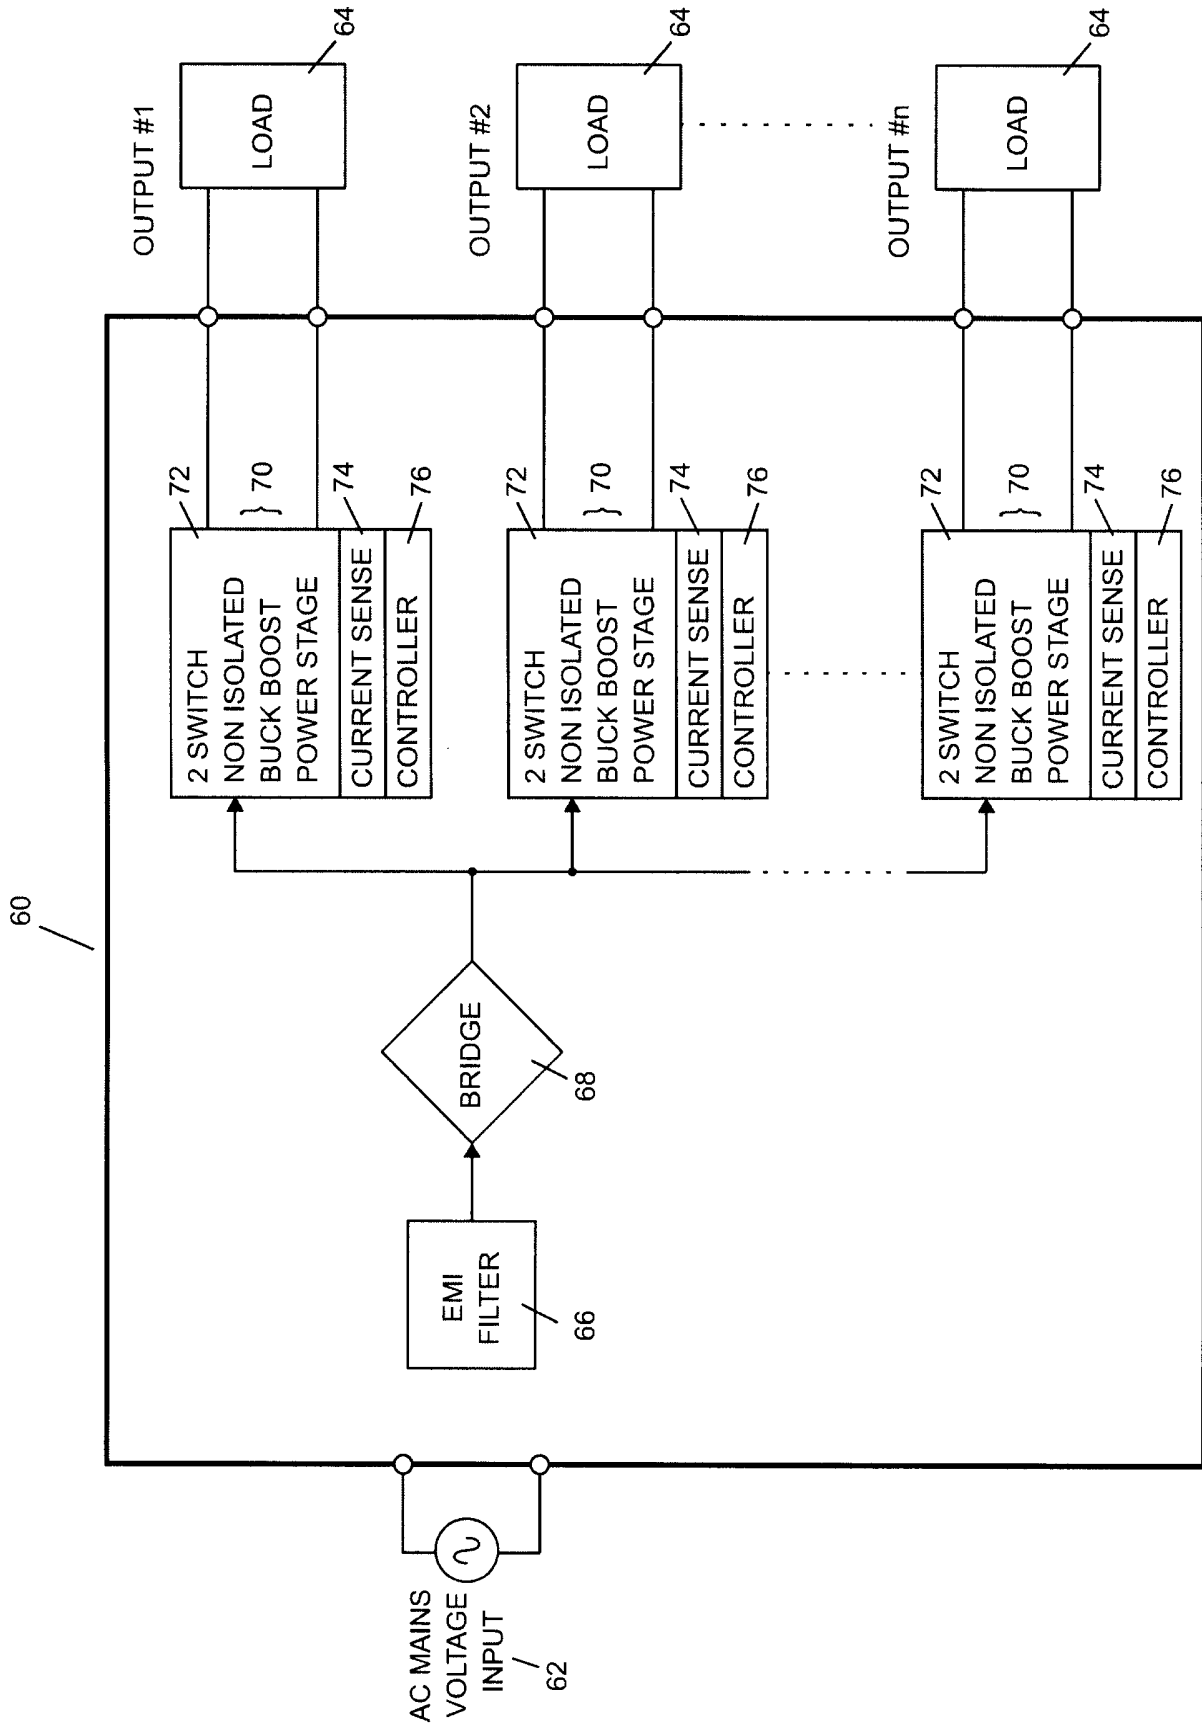 60
AC MAINS
VOLTAGE
INPUT
62
EMI
FILTER
66
BRIDGE
68
2 SWITCH
NON ISOLATED
BUCK BOOST
POWER STAGE
CURRENT SENSE
CONTROLLER
72
} 70
74
76
OUTPUT #1
LOAD
64
2 SWITCH
NON ISOLATED
BUCK BOOST
POWER STAGE
CURRENT SENSE
CONTROLLER
72
} 70
74
76
OUTPUT #2
LOAD
64
2 SWITCH
NON ISOLATED
BUCK BOOST
POWER STAGE
CURRENT SENSE
CONTROLLER
72
} 70
74
76
OUTPUT #n
LOAD
64